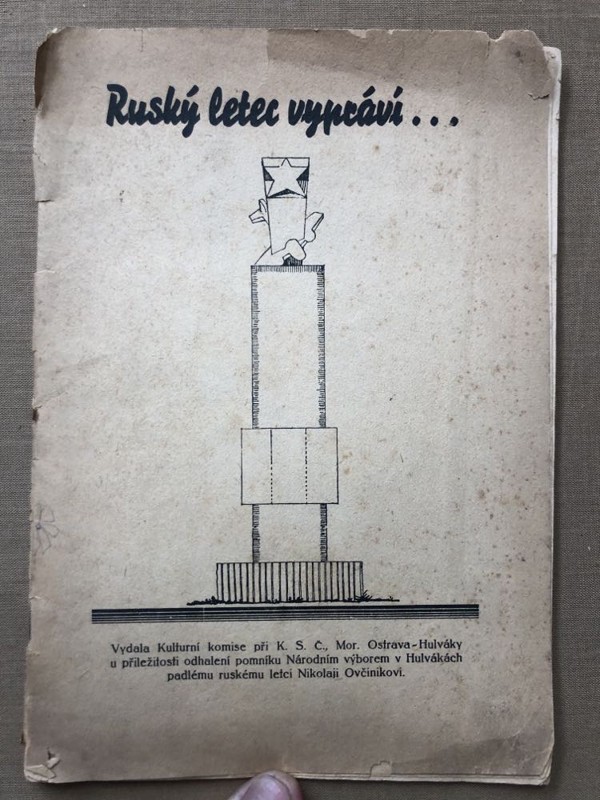 Ruský letec vypráví...
Vydala Kulturní komise při K. S. Č., Mor. Ostrava-Hulváky
u příležitosti odhalení pomníku Národním výborem v Hulvákách
padlému ruskému letci Nikolaji Ovčinikovi.